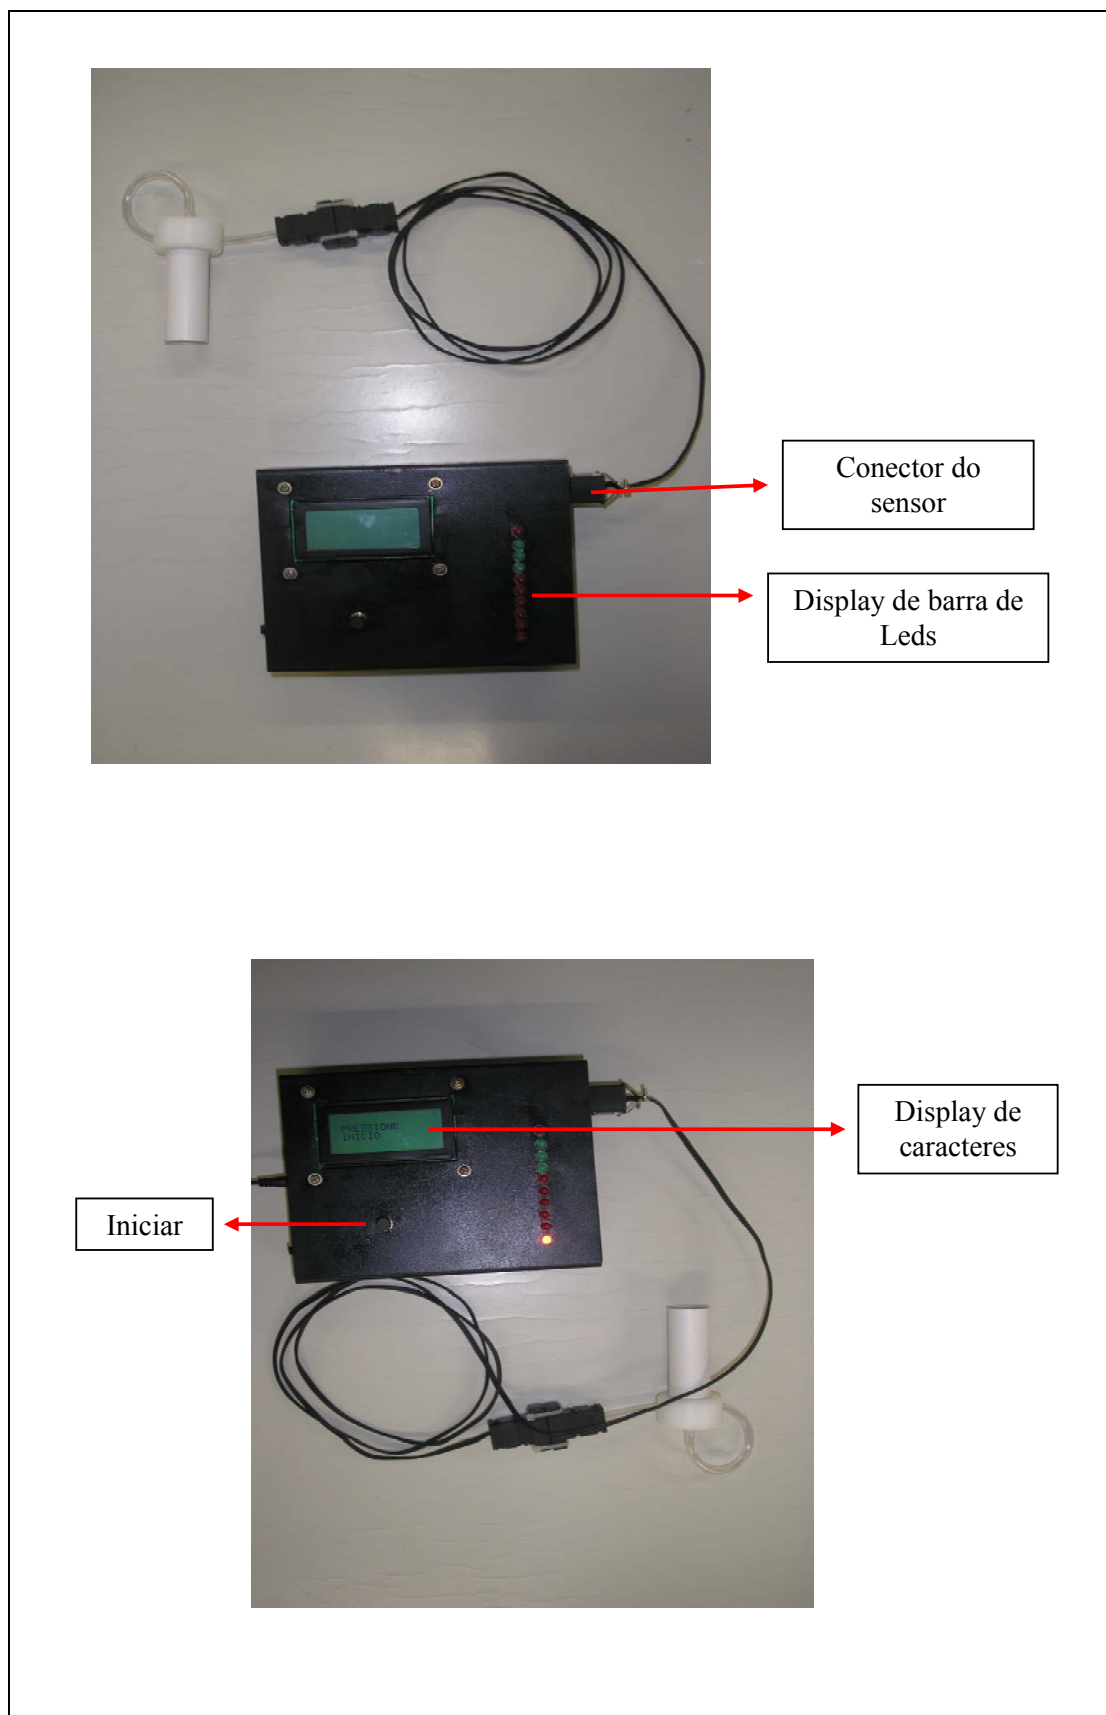 Conector do
sensor
Display de barra de
Leds
PRESSIONE
INICIO
Display de
caracteres
Iniciar